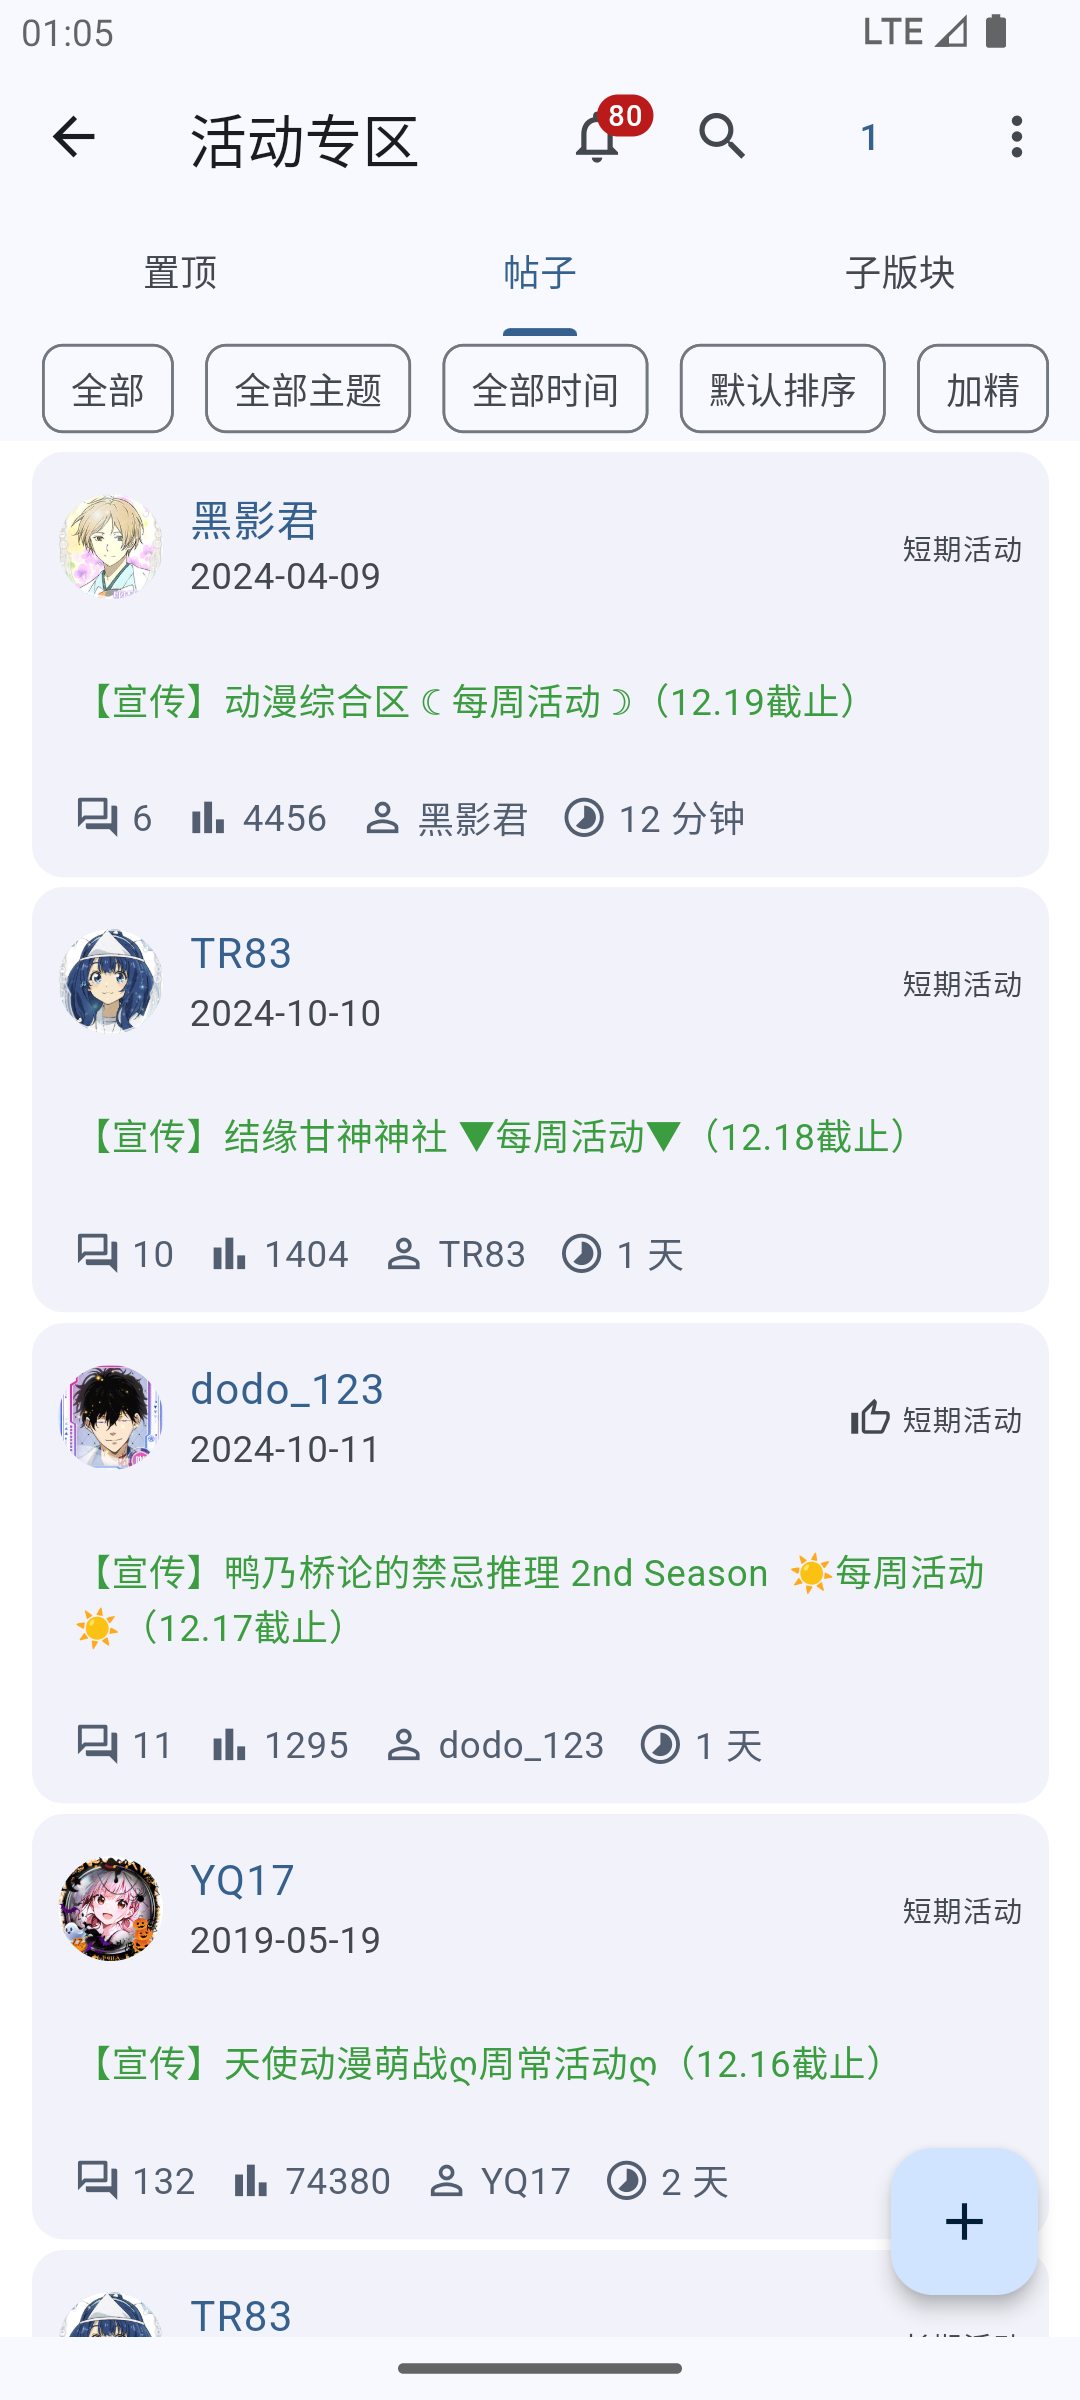 01:05
LTE
活动专区
80
1
置顶
帖子
子版块
全部
全部主题
全部时间
默认排序
加精
黑影君
2024-04-09
短期活动
【宣传】动漫综合区☾每周活动☽（12.19截止）
6
4456
黑影君
12 分钟
TR83
2024-10-10
短期活动
【宣传】结缘甘神神社 ▼每周活动▼（12.18截止）
10
1404
TR83
1 天
dodo_123
2024-10-11
短期活动
【宣传】鸭乃桥论的禁忌推理 2nd Season ☀️每周活动
☀️（12.17截止）
11
1295
dodo_123
1 天
YQ17
2019-05-19
短期活动
【宣传】天使动漫萌战ღ周常活动ღ（12.16截止）
132
74380
YQ17
2 天
TR83